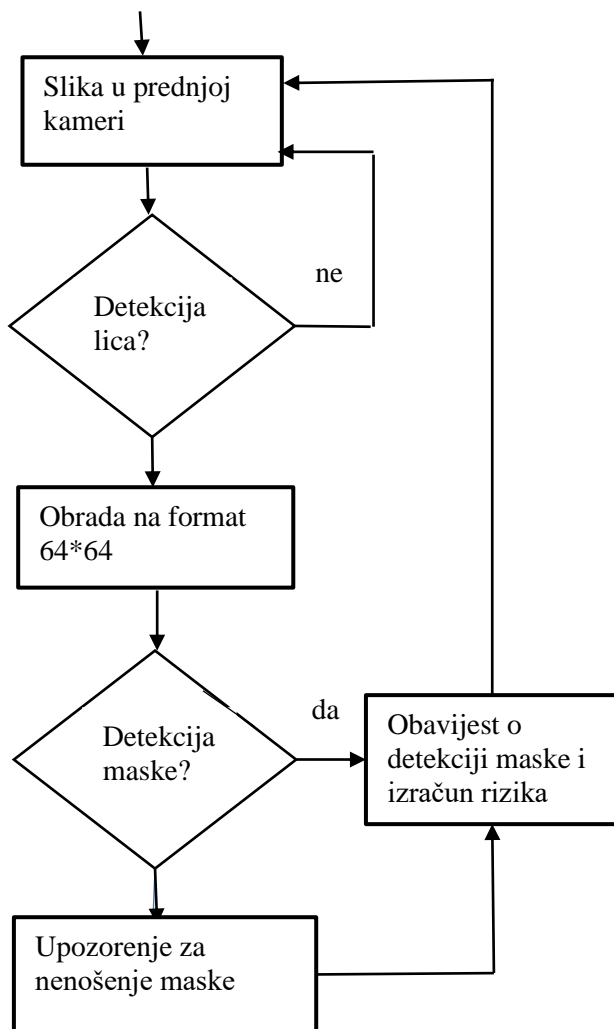 Slika u prednjoj
kameri
ne
Detekcija
lica?
Obrada na format
64*64
da
Detekcija
maske?
Obavijest o
detekciji maske i
izračun rizika
Upozorenje za
nenošenje maske